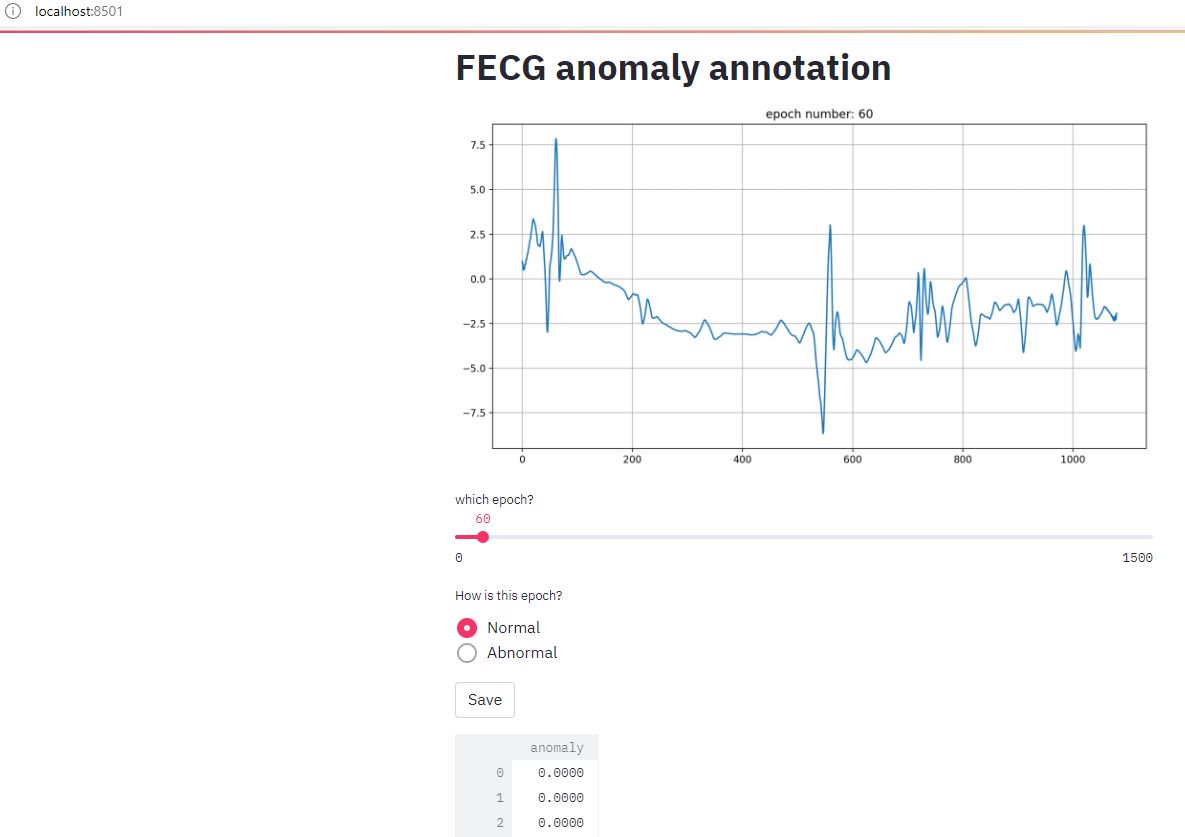 localhost:8501
FECG anomaly annotation
epoch number: 60
7.5
5.0
2.5
0.0
−2.5
−5.0
−7.5
0 200 400 600 800 1000
which epoch?
60
0 1500
How is this epoch?
Normal
Abnormal
Save
anomaly
0 0.0000
1 0.0000
2 0.0000